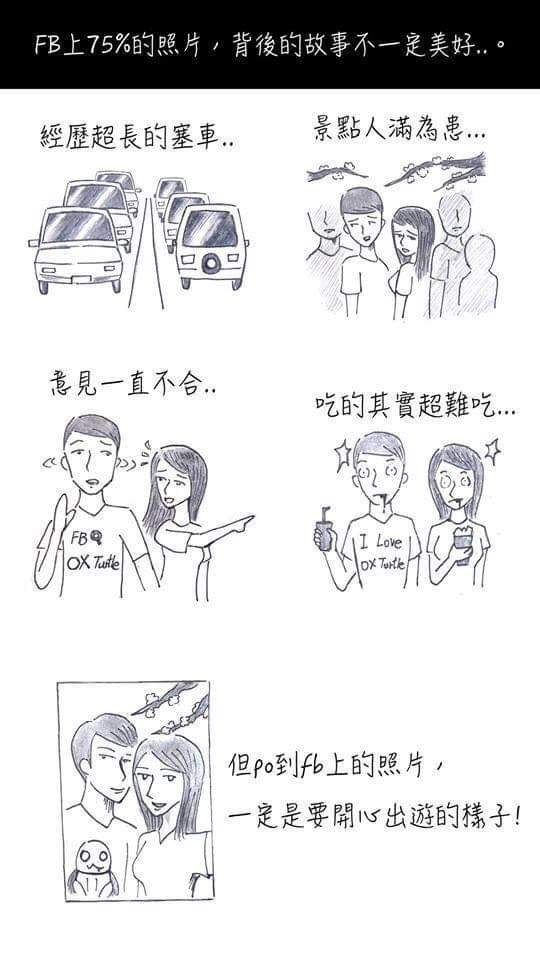 FB上75%的照片，背後的故事不一定美好..。
經歷超長的塞車..
景點人滿為患...
意見一直不合..
吃的其實超難吃...
FB
OX Turtle
I Love
OX Turtle
但po到fb上的照片，
一定是要開心出遊的樣子!